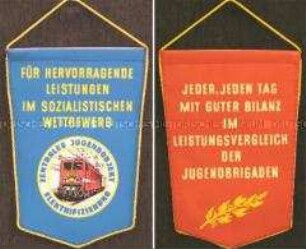 FÜR HERVORRAGENDE
LEISTUNGEN
IM SOZIALISTISCHEN
WETTBEWERB
ZENTRALES JUGENDOBJEKT
ELEKTRIFIZIERUNG
JEDER, JEDEN TAG
MIT GUTER BILANZ
IM
LEISTUNGSVERGLEICH
DER
JUGENDBRIGADEN